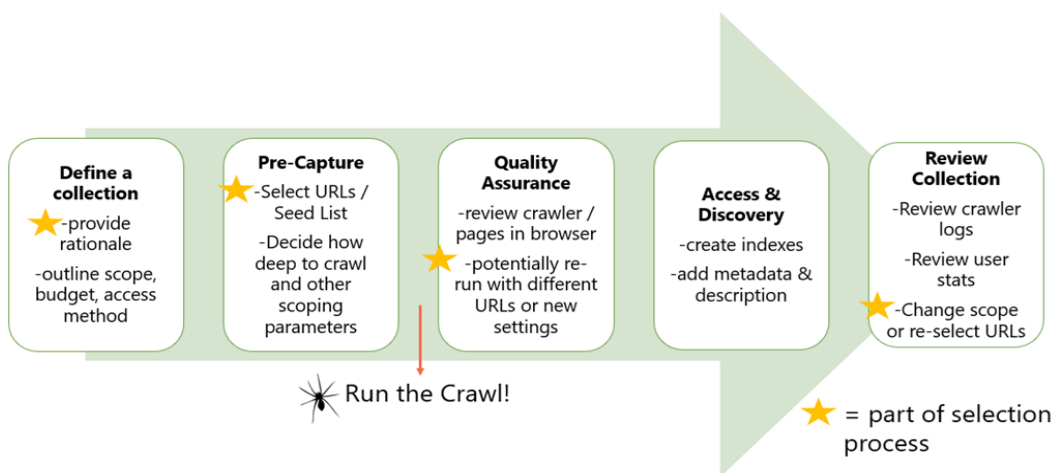 Define a
collection
-provide
rationale
-outline scope,
budget, access
method
Pre-Capture
-Select URLs /
Seed List
-Decide how
deep to crawl
and other
scoping
parameters
Quality
Assurance
-review crawler /
pages in browser
-potentially re-
run with different
URLs or new
settings
Access &
Discovery
-create indexes
-add metadata &
description
Review
Collection
-Review crawler
logs
-Review user
stats
-Change scope
or re-select URLs
Run the Crawl!
= part of selection
process